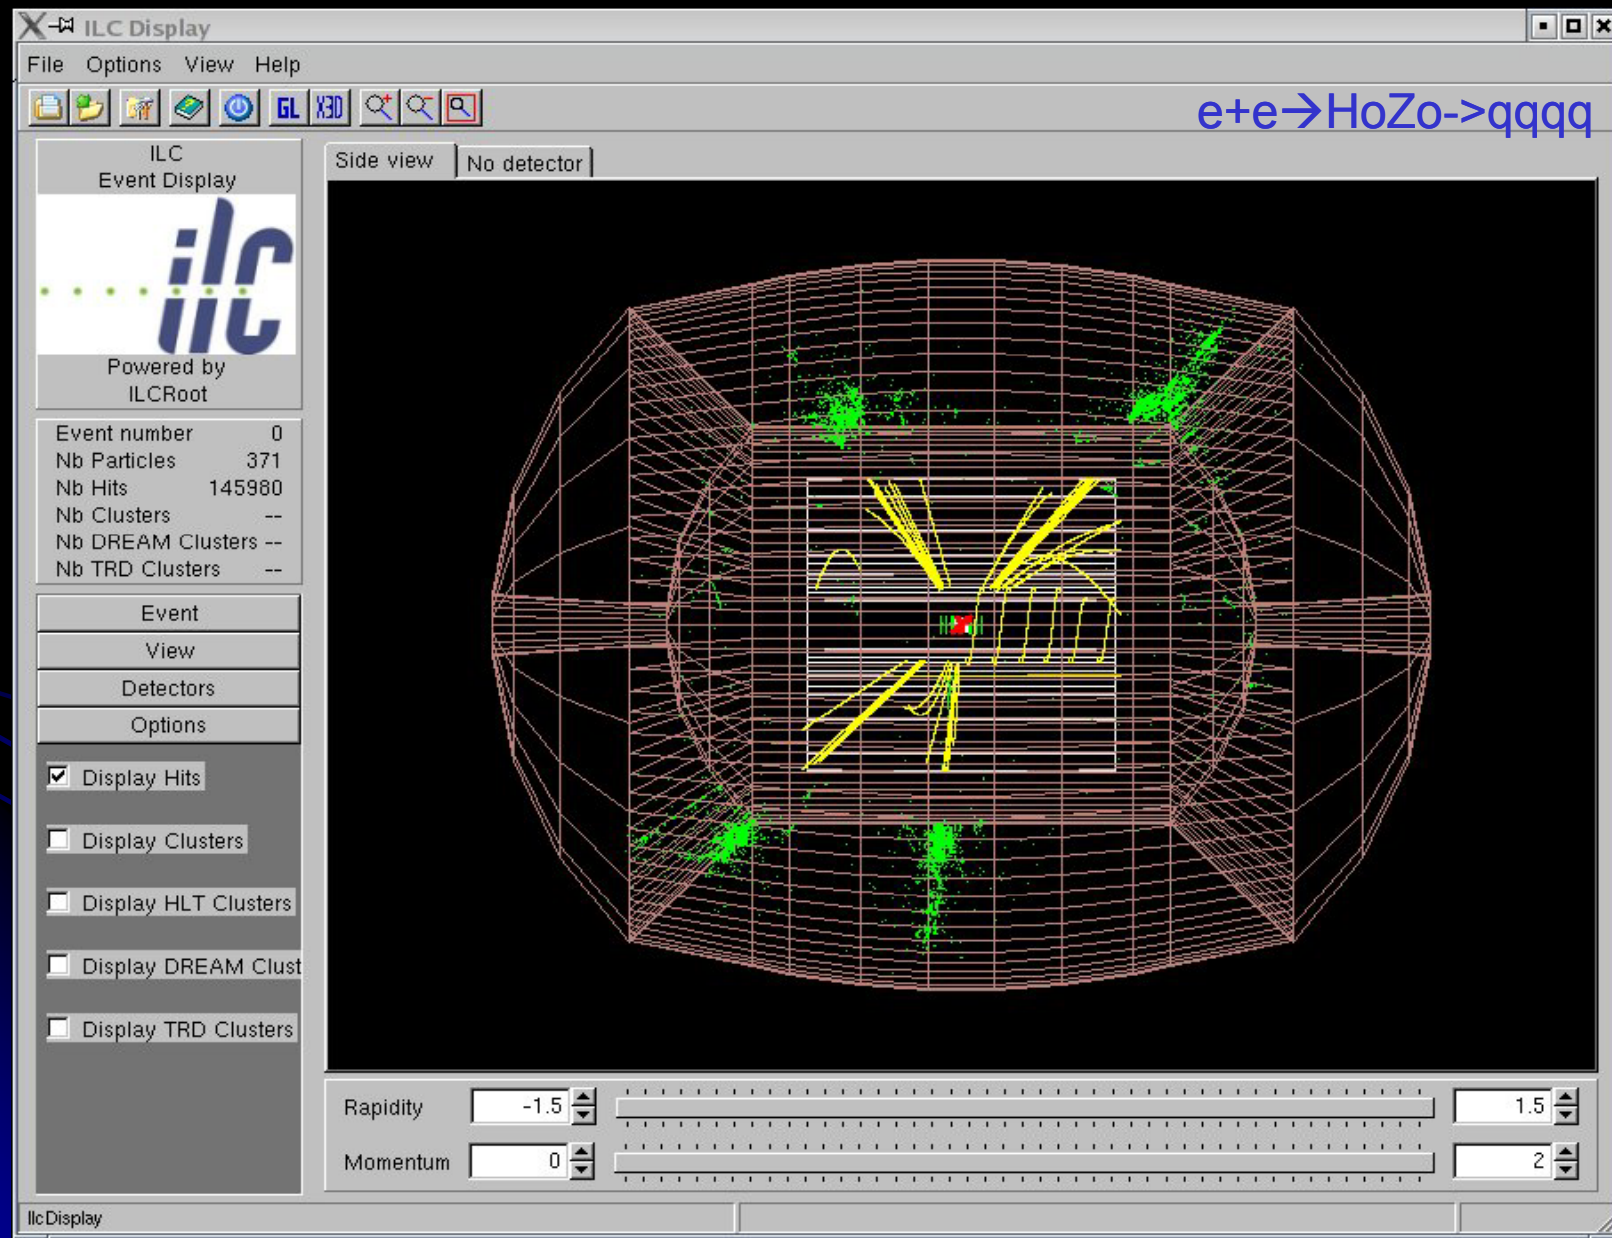 ILC Display
File Options View Help
GL X3D
e+e→HoZo->qqqq
ILC
Event Display
ilc
Powered by
ILCRoot
Side view No detector
Event number 0
Nb Particles 371
Nb Hits 145980
Nb Clusters --
Nb DREAM Clusters --
Nb TRD Clusters --
Event
View
Detectors
Options
Display Hits
Display Clusters
Display HLT Clusters
Display DREAM Clust
Display TRD Clusters
Rapidity -1.5 1.5
Momentum 0 2
IlcDisplay